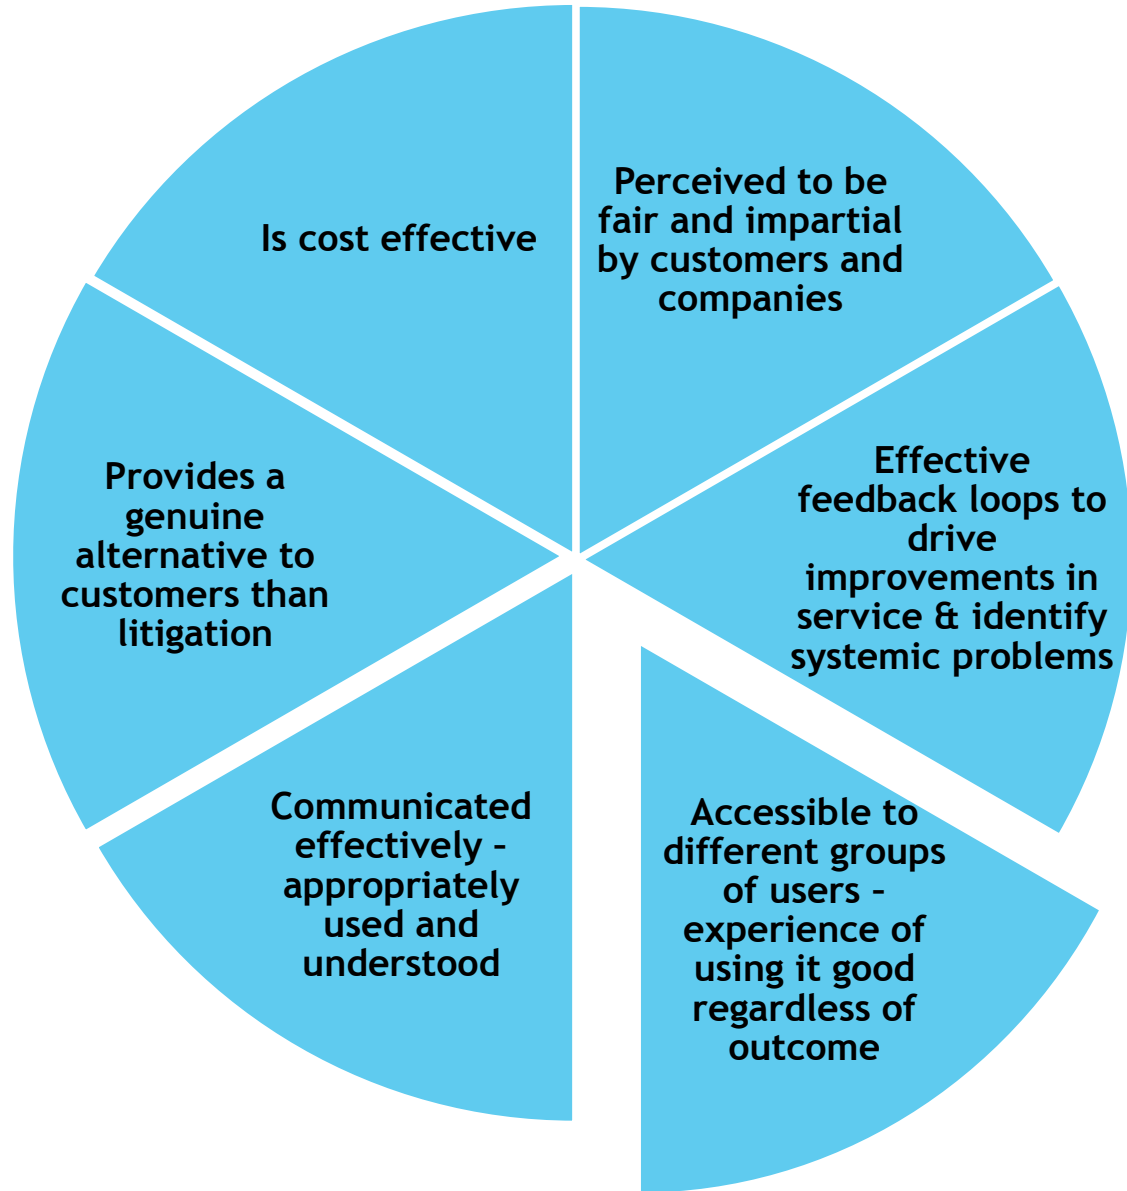 Perceived to be
fair and impartial
by customers and
companies
Effective
feedback loops to
drive
improvements in
service & identify
systemic problems
Accessible to
different groups
of users –
experience of
using it good
regardless of
outcome
Communicated
effectively –
appropriately
used and
understood
Provides a
genuine
alternative to
customers than
litigation
Is cost effective